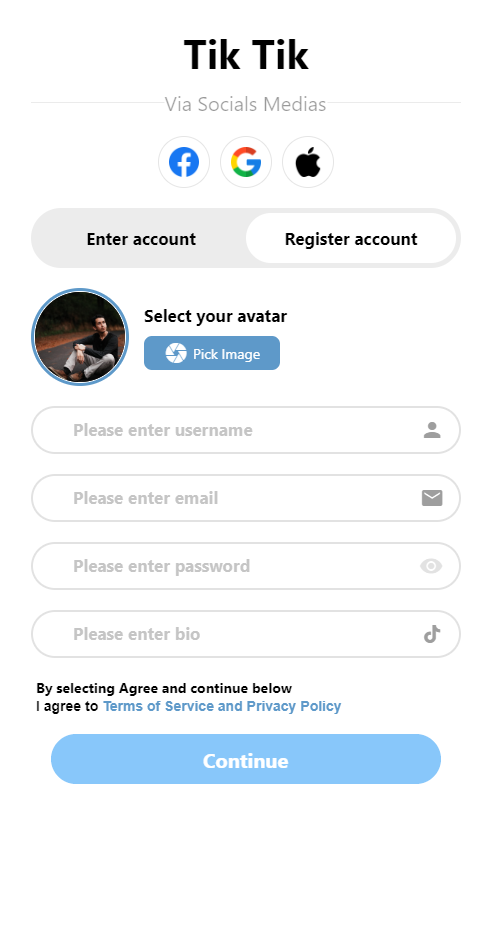 Tik Tik
Via Socials Medias
Enter account
Register account
Select your avatar
Pick Image
Please enter username
Please enter email
Please enter password
Please enter bio
By selecting Agree and continue below
I agree to Terms of Service and Privacy Policy
Continue